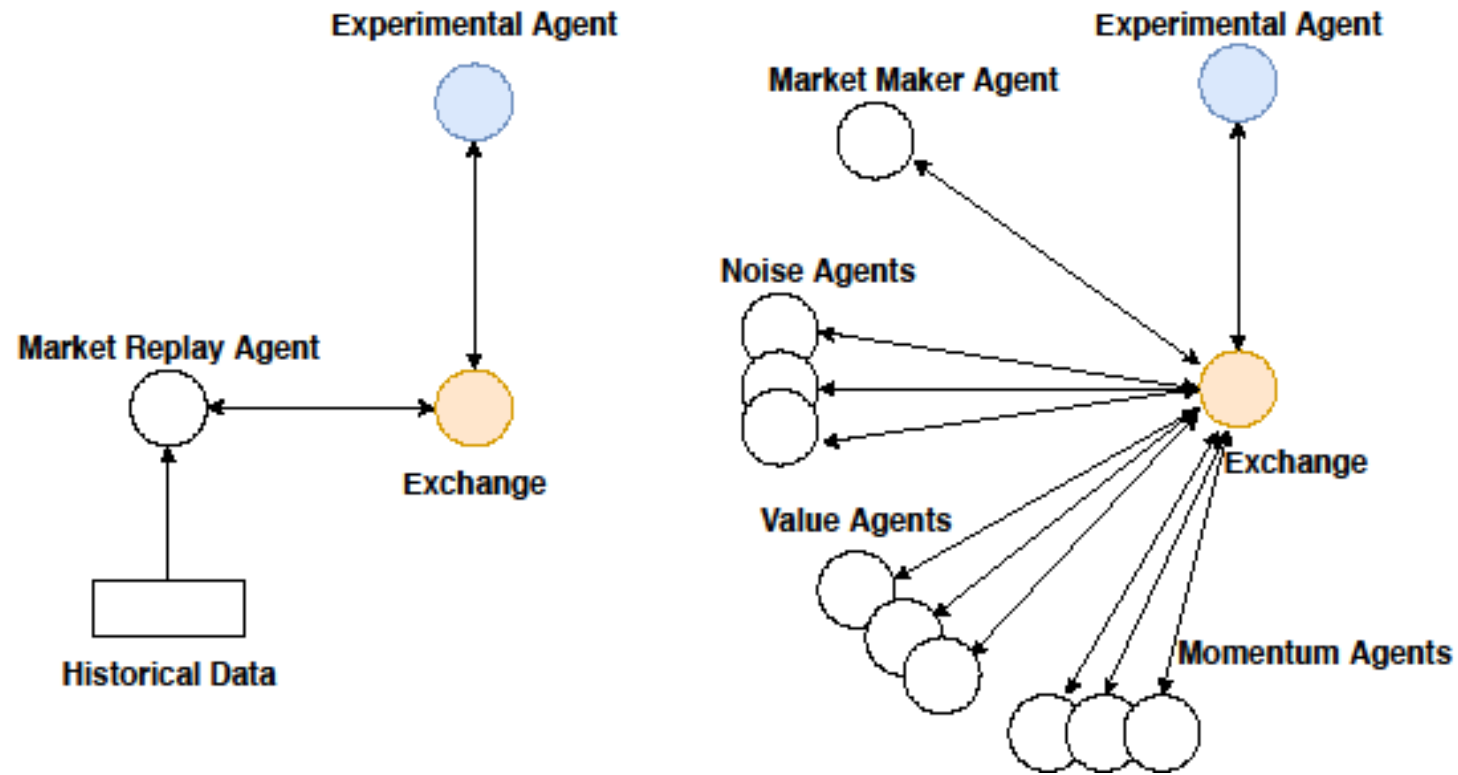 Experimental Agent
Market Replay Agent
Exchange
Historical Data
Experimental Agent
Market Maker Agent
Noise Agents
Exchange
Value Agents
Momentum Agents